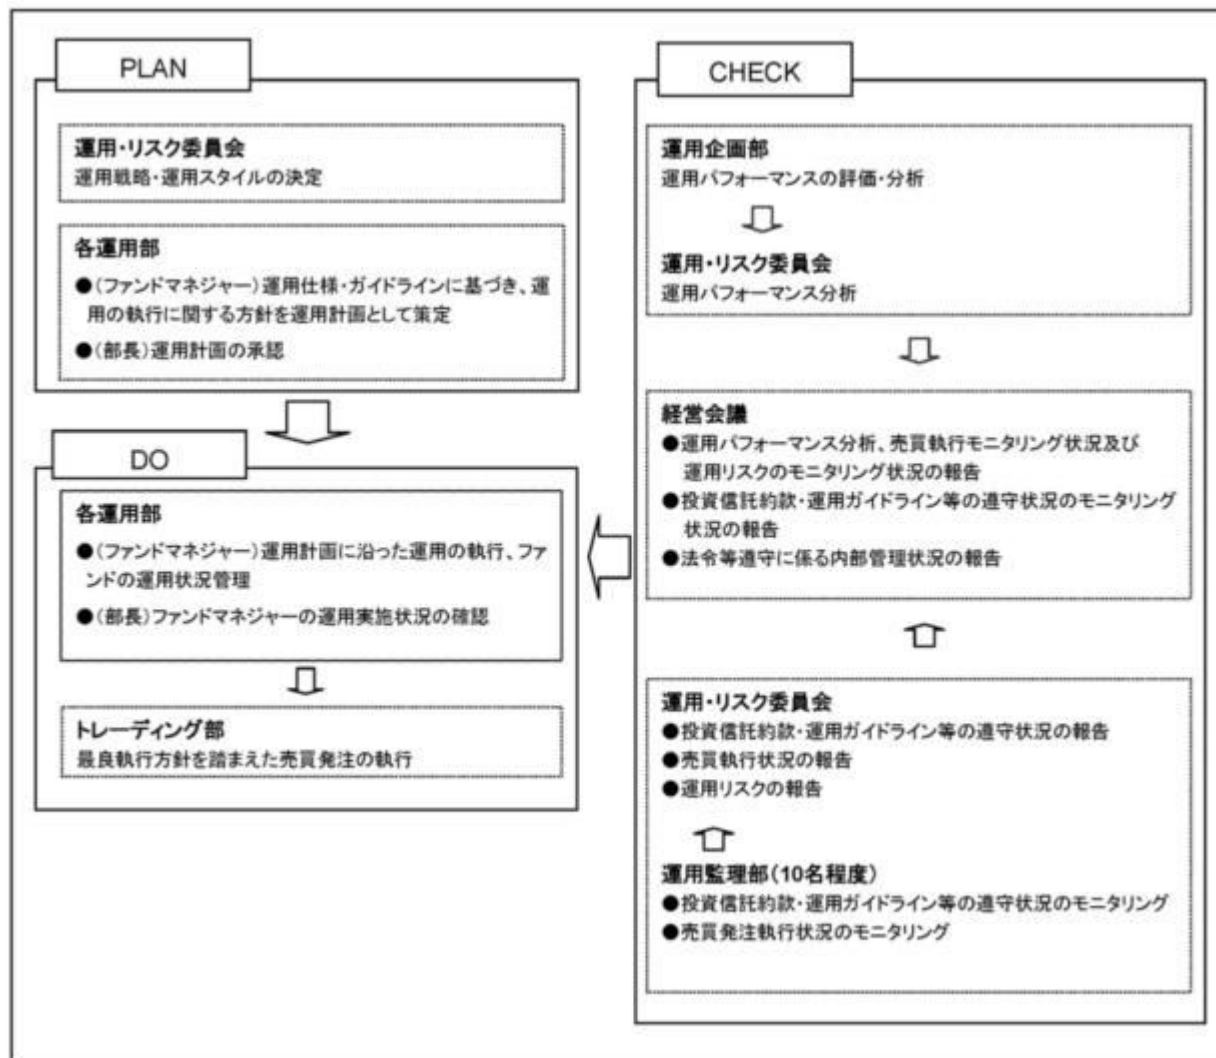 PLAN
運用・リスク委員会
運用戦略・運用スタイルの決定
各運用部
●(ファンドマネジャー)運用仕様・ガイドラインに基づき、運
用の執行に関する方針を運用計画として策定
●(部長)運用計画の承認
DO
各運用部
●(ファンドマネジャー)運用計画に沿った運用の執行、ファ
ンドの運用状況管理
●(部長)ファンドマネジャーの運用実施状況の確認
トレーディング部
最良執行方針を踏まえた売買発注の執行
CHECK
運用企画部
運用パフォーマンスの評価・分析
運用・リスク委員会
運用パフォーマンス分析
経営会議
●運用パフォーマンス分析、売買執行モニタリング状況及び
運用リスクのモニタリング状況の報告
●投資信託約款・運用ガイドライン等の遵守状況のモニタリング
状況の報告
●法令等遵守に係る内部管理状況の報告
運用・リスク委員会
●投資信託約款・運用ガイドライン等の遵守状況の報告
●売買執行状況の報告
●運用リスクの報告
運用監理部(10名程度)
●投資信託約款・運用ガイドライン等の遵守状況のモニタリング
●売買発注執行状況のモニタリング